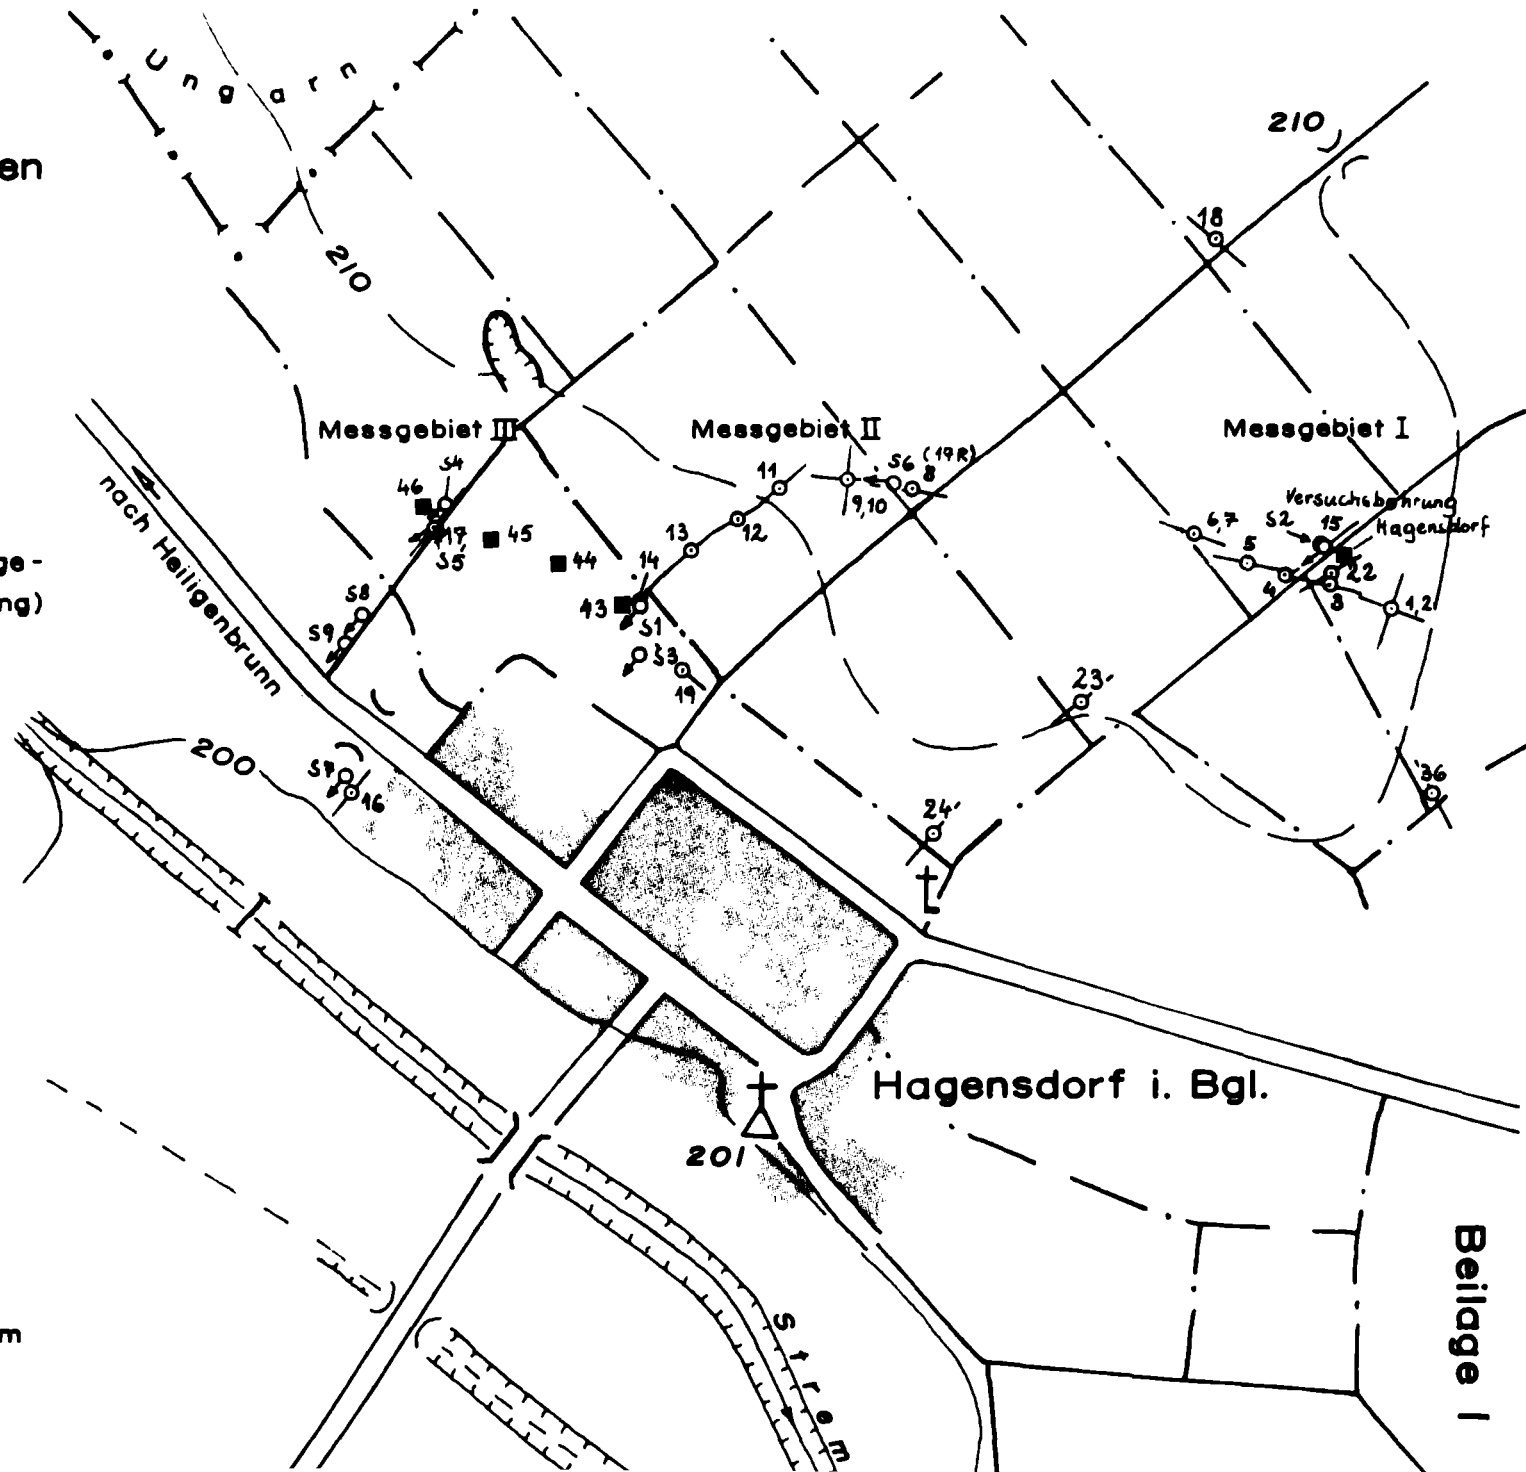 Ungarn
en
210
18
210
Messgebiet III
Messgebiet II
Messgebiet I
S4
46
17
S5
45
44
11
12
13
14
43
S1
S3
19
S6 (17R)
8
9,10
6,7
5
4
S2
15
Versuchsbohrung
Hagensdorf
22
3
1,2
nach Heiligenbrunn
S8
S9
ge-
ng)
23
200
S7
16
24
36
Hagensdorf i. Bgl.
201
Strem
m
Beilage I